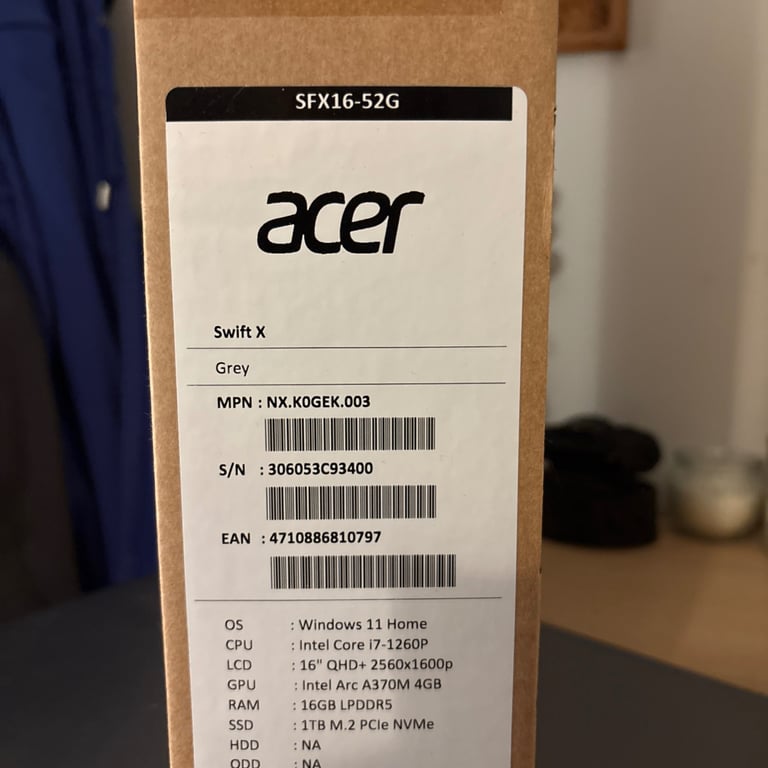 SFX16-52G
acer
Swift X
Grey
MPN : NX.K0GEK.003
S/N : 306053C93400
EAN : 4710886810797
OS : Windows 11 Home
CPU : Intel Core i7-1260P
LCD : 16" QHD+ 2560x1600p
GPU : Intel Arc A370M 4GB
RAM : 16GB LPDDR5
SSD : 1TB M.2 PCIe NVMe
HDD : NA
ODD : NA